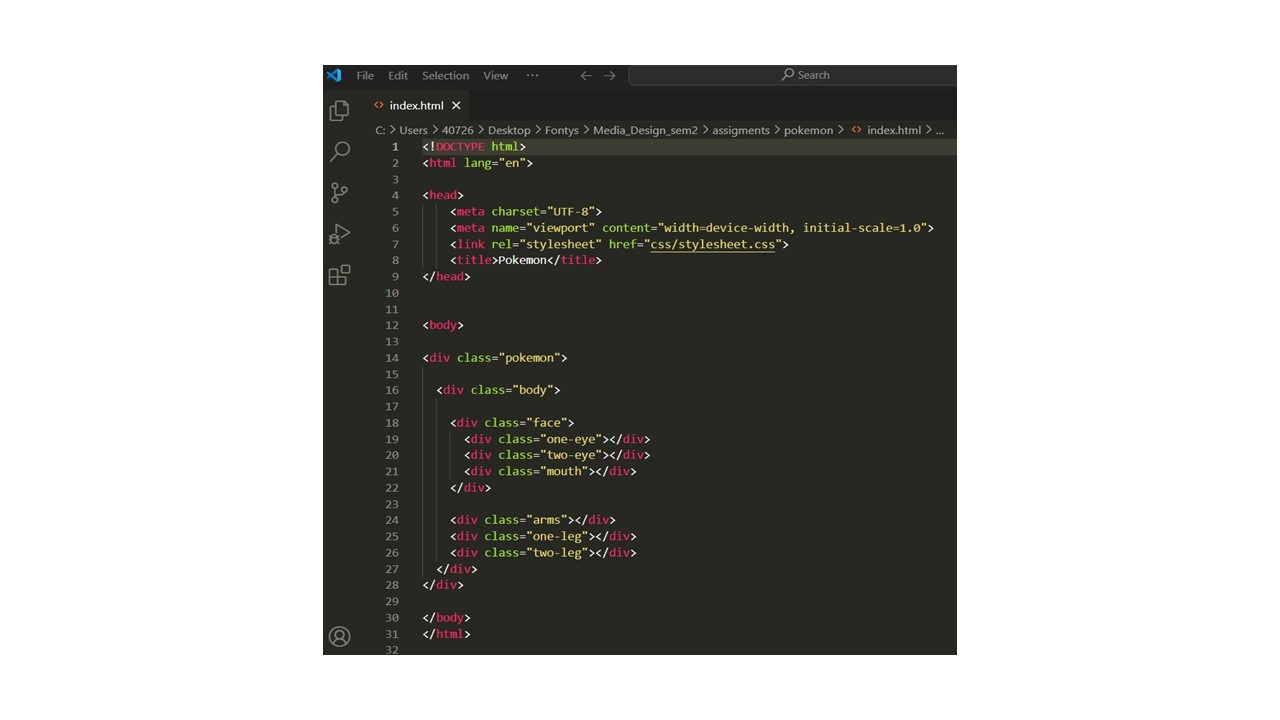 File Edit Selection View ... Search
index.html
C: > Users > 40726 > Desktop > Fontys > Media_Design_sem2 > assigments > pokemon > <> index.html > ...
1 <!DOCTYPE html>
2 <html lang="en">
3
4 <head>
5     <meta charset="UTF-8">
6     <meta name="viewport" content="width=device-width, initial-scale=1.0">
7     <link rel="stylesheet" href="css/stylesheet.css">
8     <title>Pokemon</title>
9 </head>
10
11
12 <body>
13
14 <div class="pokemon">
15
16   <div class="body">
17
18     <div class="face">
19       <div class="one-eye"></div>
20       <div class="two-eye"></div>
21       <div class="mouth"></div>
22     </div>
23
24     <div class="arms"></div>
25     <div class="one-leg"></div>
26     <div class="two-leg"></div>
27   </div>
28 </div>
29
30 </body>
31 </html>
32